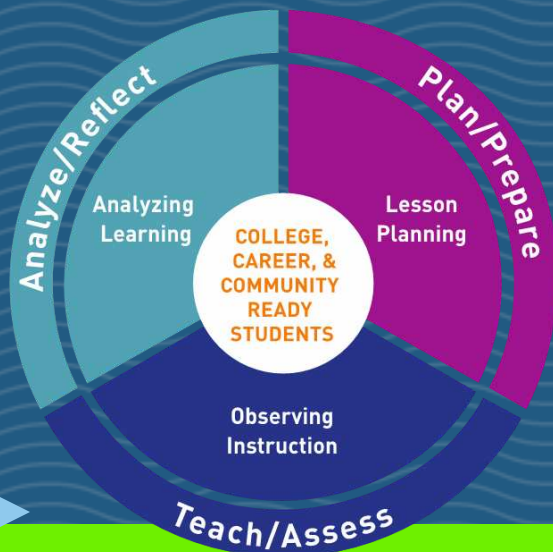 Analyze/Reflect
Plan/Prepare
Analyzing
Learning
Lesson
Planning
COLLEGE,
CAREER, &
COMMUNITY
READY
STUDENTS
Observing
Instruction
Teach/Assess